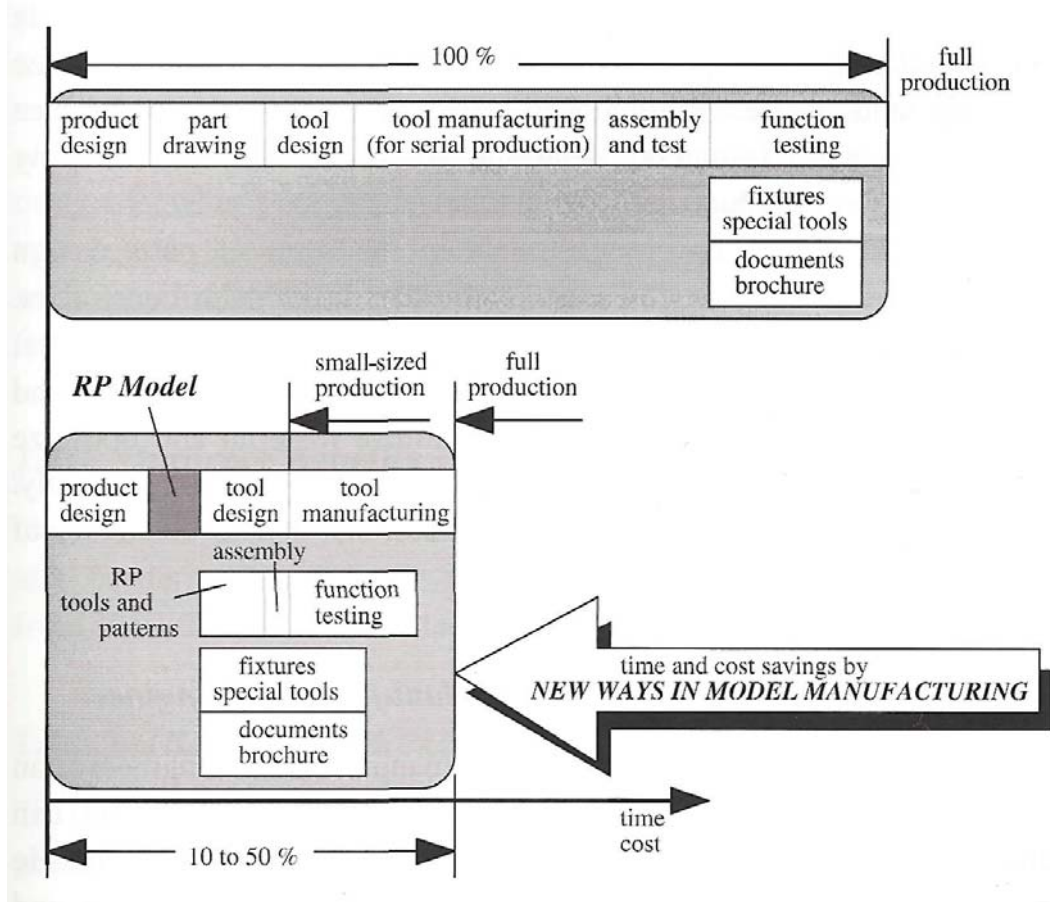 100 %
full
production
product
design
part
drawing
tool
design
tool manufacturing
(for serial production)
assembly
and test
function
testing
fixtures
special tools
documents
brochure
small-sized
production
full
production
RP Model
product
design
tool
design
tool
manufacturing
assembly
RP
tools and
patterns
function
testing
fixtures
special tools
documents
brochure
time and cost savings by
NEW WAYS IN MODEL MANUFACTURING
time
cost
10 to 50 %